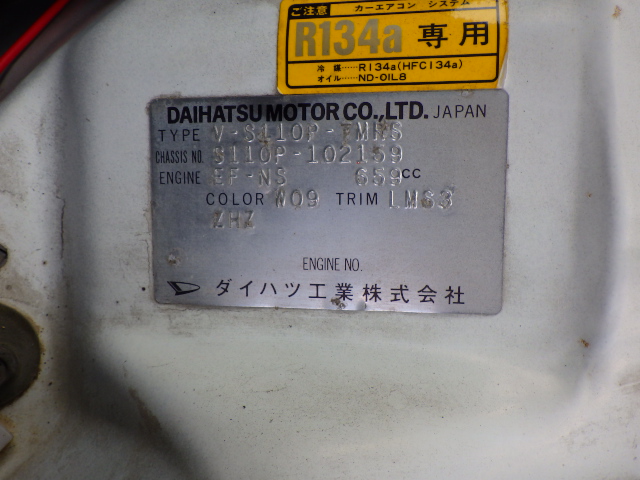 ご注意 カーエアコン システム
R134a 専用
冷媒……R134a(HFC134a)
オイル……ND-OIL8
DAIHATSU MOTOR CO.,LTD. JAPAN
TYPE V-S110P-TMRS
CHASSIS NO. S110P-102159
ENGINE EF-NS 659CC
COLOR W09 TRIM LM63
ZHZ
ENGINE NO.
ダイハツ工業株式会社